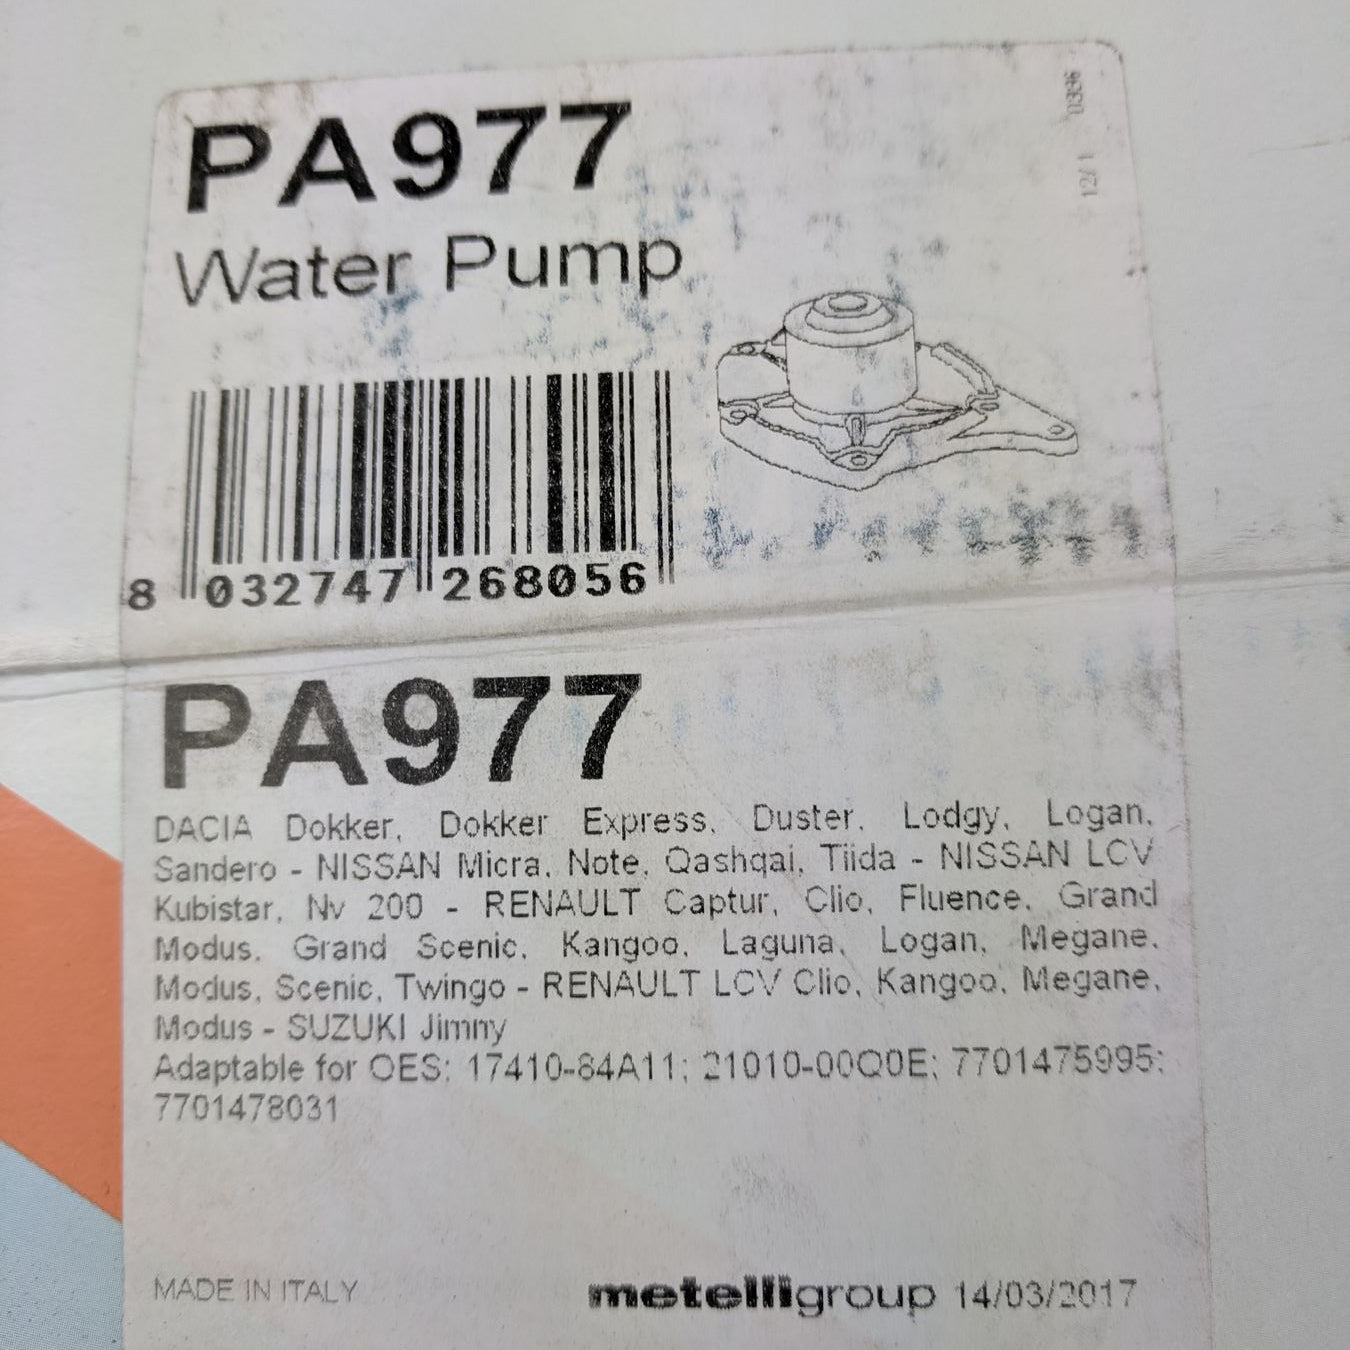 0336
12/ 1
PA977
Water Pump
8 032747 268056
PA977
DACIA Dokker, Dokker Express, Duster, Lodgy, Logan,
Sandero - NISSAN Micra, Note, Qashqai, Tiida - NISSAN LCV
Kubistar, Nv 200 - RENAULT Captur, Clio, Fluence, Grand
Modus, Grand Scenic, Kangoo, Laguna, Logan, Megane,
Modus, Scenic, Twingo - RENAULT LCV Clio, Kangoo, Megane,
Modus - SUZUKI Jimny
Adaptable for OES: 17410-84A11; 21010-00Q0E; 7701475995;
7701478031
MADE IN ITALY metelligroup 14/03/2017